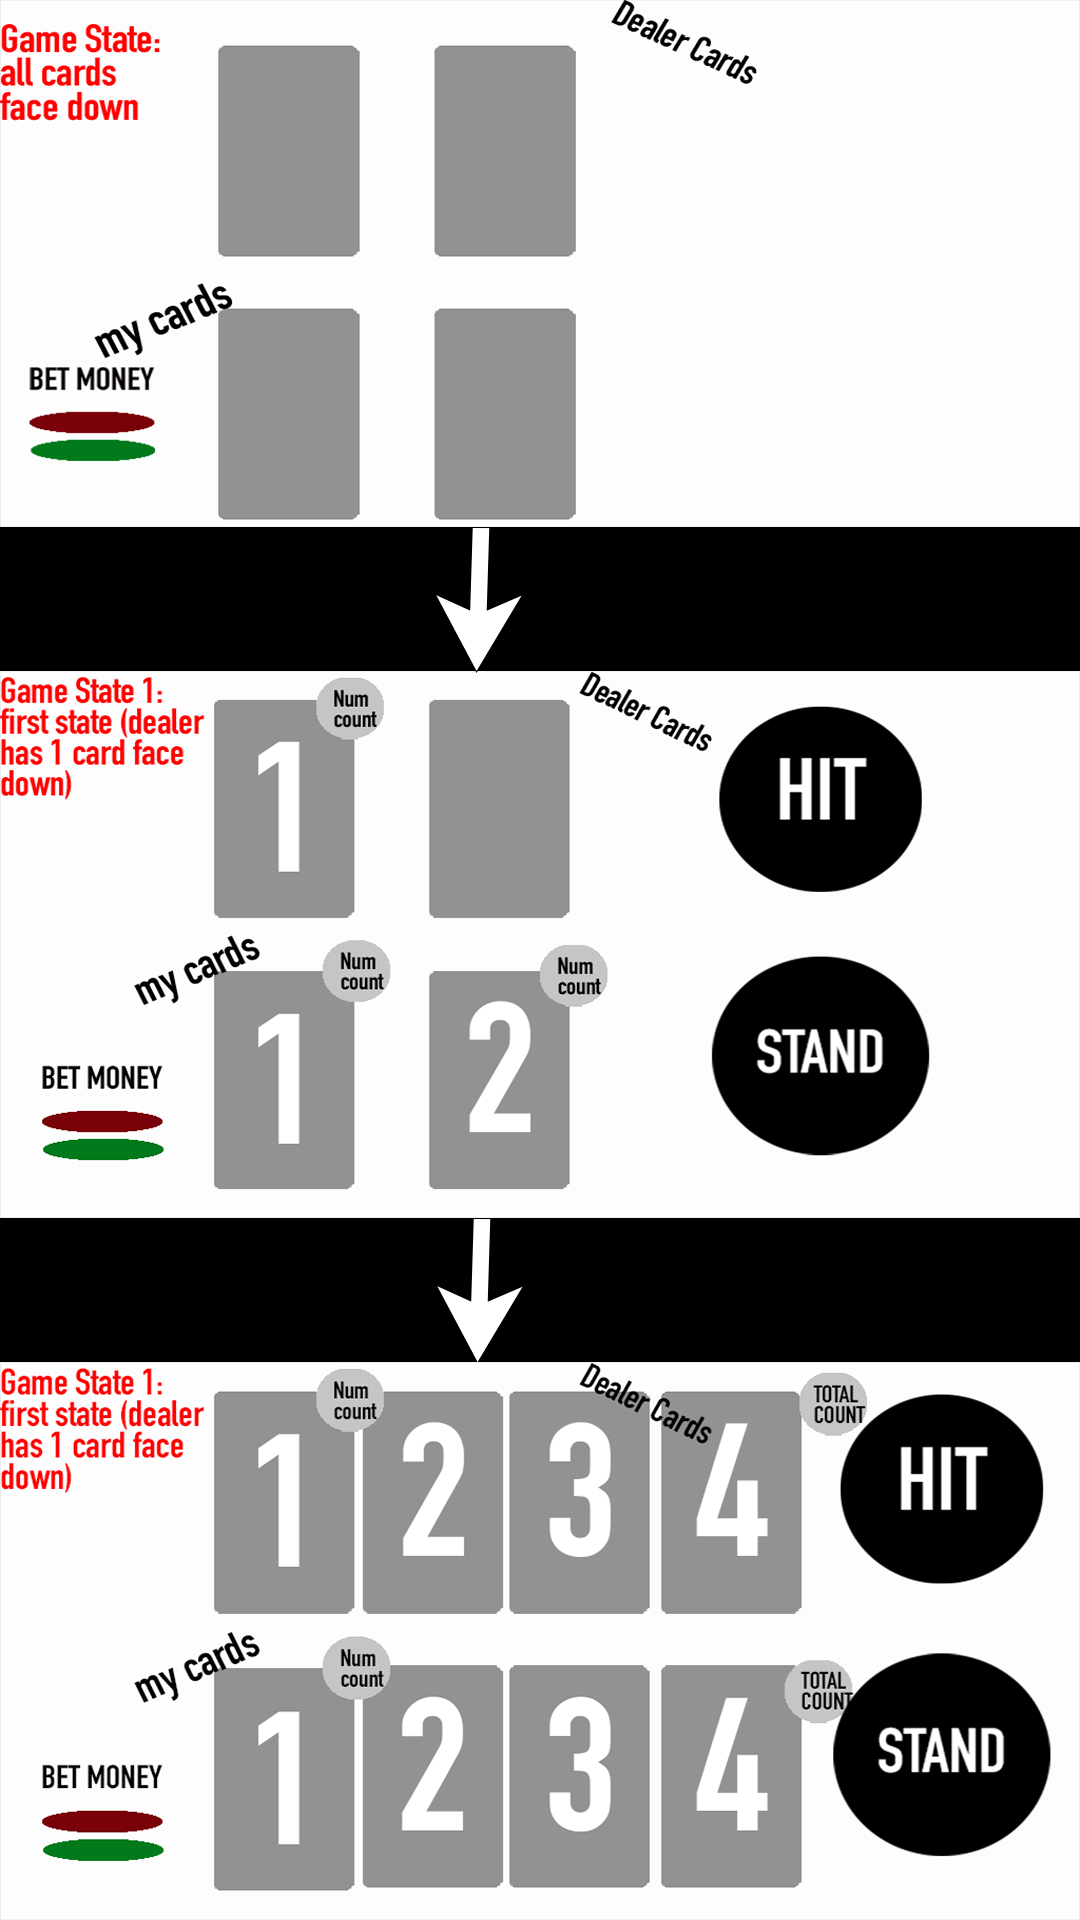 Game State:
all cards
face down
Dealer Cards
my cards
BET MONEY
Game State 1:
first state (dealer
has 1 card face
down)
Num
count
1
Dealer Cards
HIT
my cards
Num
count
1
Num
count
2
STAND
BET MONEY
Game State 1:
first state (dealer
has 1 card face
down)
Num
count
1
2
3
4
Dealer Cards
TOTAL
COUNT
HIT
my cards
Num
count
1
2
3
4
TOTAL
COUNT
STAND
BET MONEY